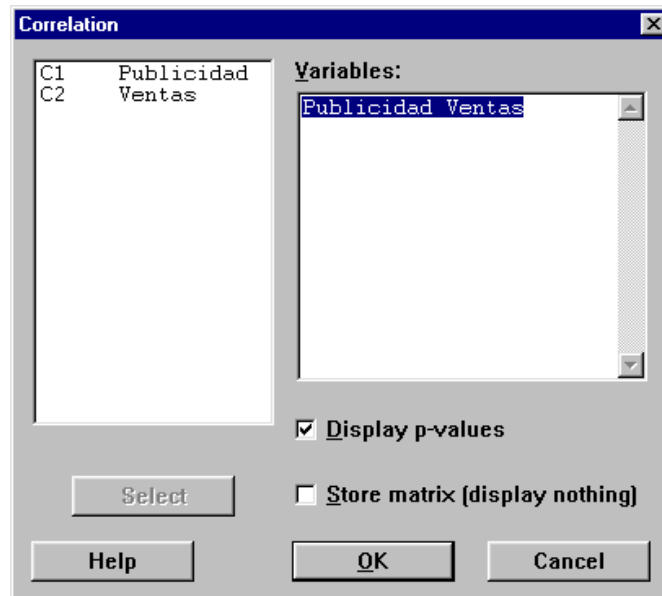 Correlation
C1 Publicidad
C2 Ventas
Variables:
Publicidad Ventas
Display p-values
Select
Store matrix (display nothing)
Help
OK
Cancel